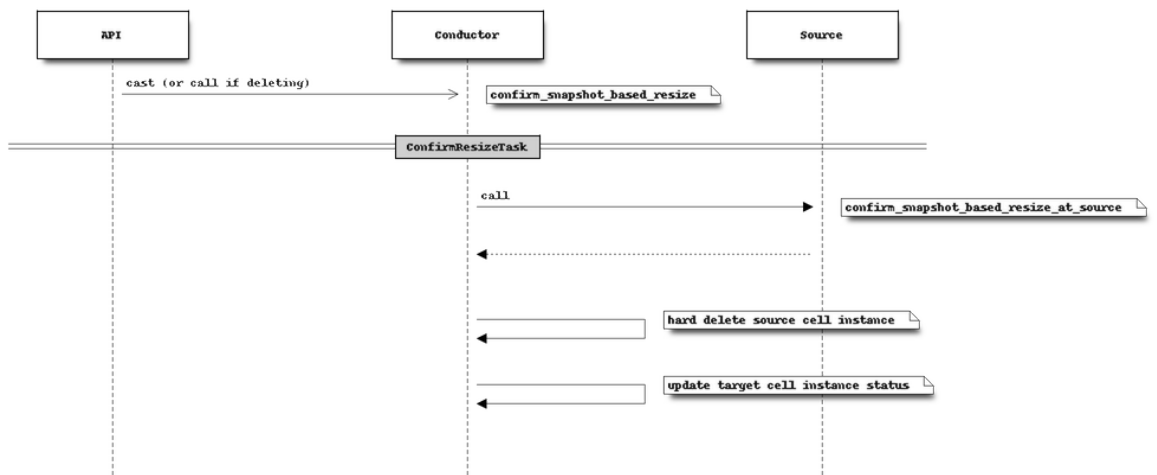 API
Conductor
Source
cast (or call if deleting)
confirm_snapshot_based_resize
ConfirmResizeTask
call
confirm_snapshot_based_resize_at_source
hard delete source cell instance
update target cell instance status